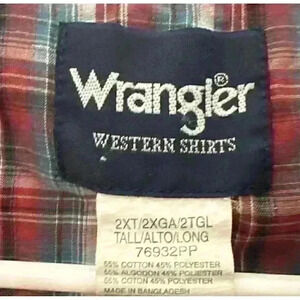 Wrangler®
WESTERN SHIRTS
2XT/2XGA/2TGL
TALL/ALTO/LONG
76932PP
55% COTTON 45% POLYESTER
55% ALGODON 45% POLIESTER
55% COTON 45% POLYESTER
MADE IN BANGLADESH